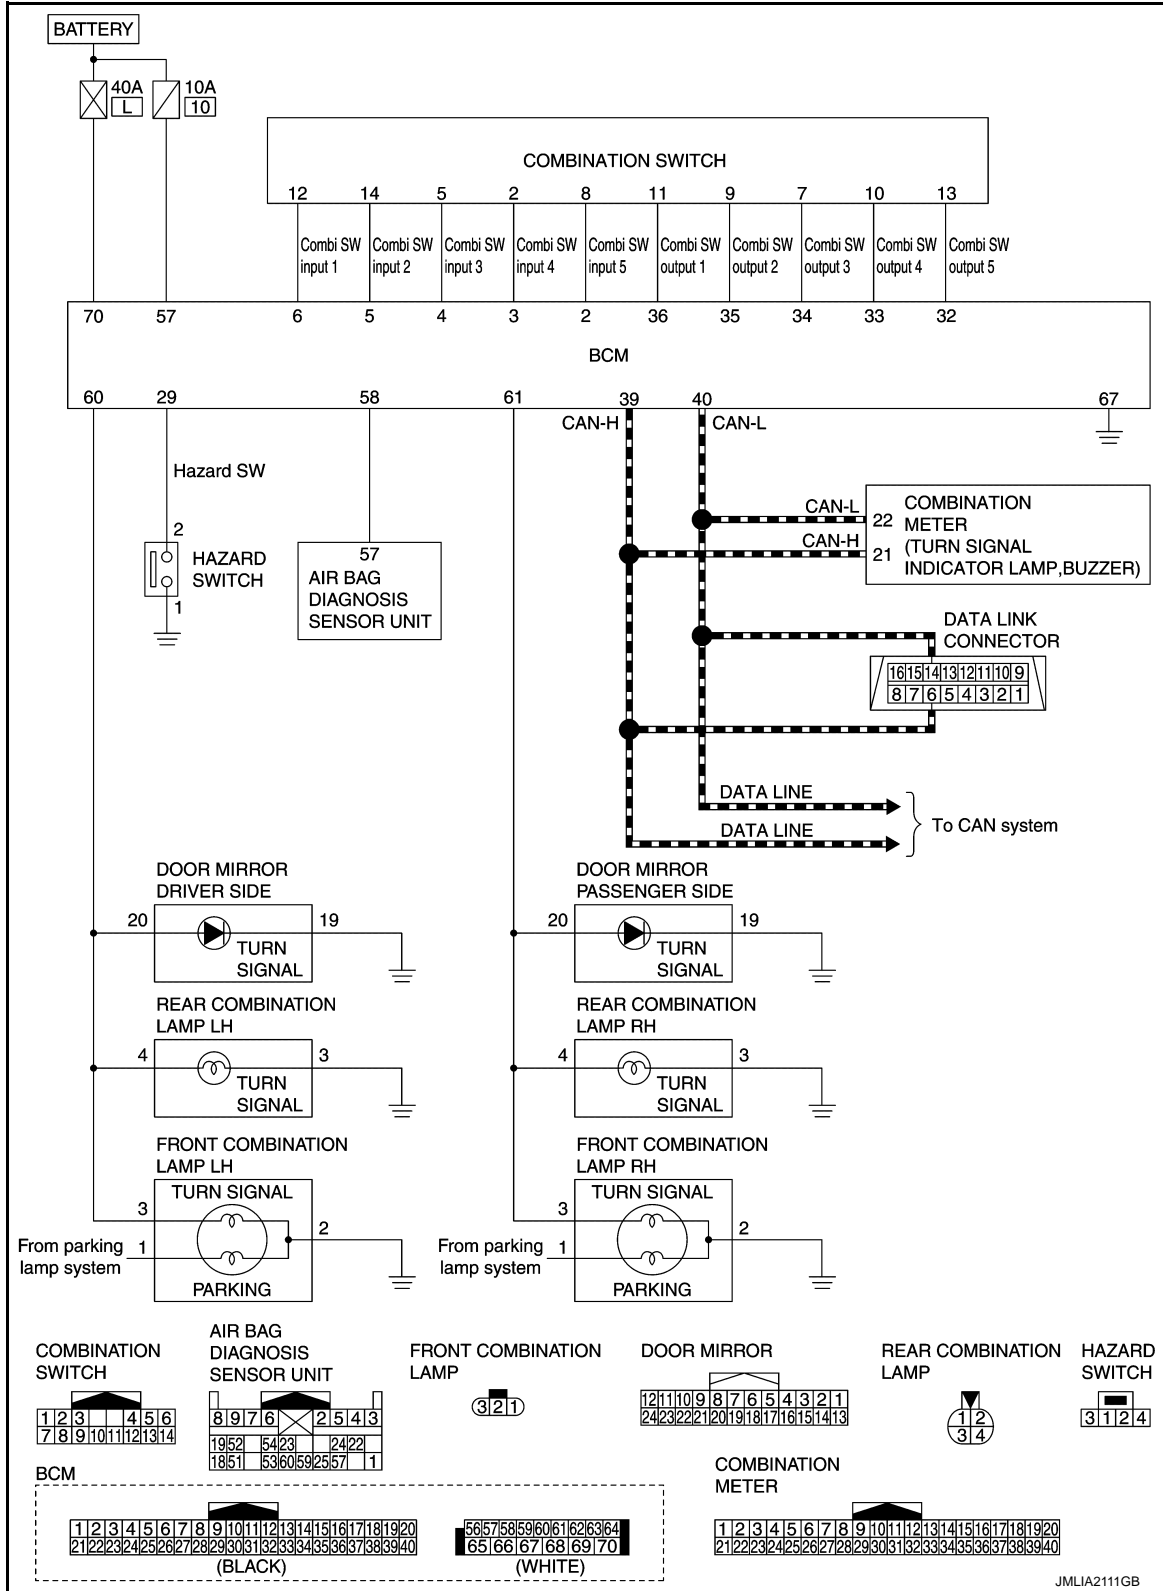 BATTERY
40A
L
10A
10
COMBINATION SWITCH
12 14 5 2 8 11 9 7 10 13
Combi SW input 1
Combi SW input 2
Combi SW input 3
Combi SW input 4
Combi SW input 5
Combi SW output 1
Combi SW output 2
Combi SW output 3
Combi SW output 4
Combi SW output 5
70 57 6 5 4 3 2 36 35 34 33 32
BCM
60 29 58 61 39 40 67
CAN-H CAN-L
Hazard SW
2
HAZARD
SWITCH
1
57
AIR BAG
DIAGNOSIS
SENSOR UNIT
CAN-L 22
CAN-H 21
COMBINATION
METER
(TURN SIGNAL
INDICATOR LAMP,BUZZER)
DATA LINK
CONNECTOR
16 15 14 13 12 11 10 9
8 7 6 5 4 3 2 1
DATA LINE
DATA LINE
To CAN system
DOOR MIRROR
DRIVER SIDE
20 19
TURN
SIGNAL
DOOR MIRROR
PASSENGER SIDE
20 19
TURN
SIGNAL
REAR COMBINATION
LAMP LH
4 3
TURN
SIGNAL
REAR COMBINATION
LAMP RH
4 3
TURN
SIGNAL
FRONT COMBINATION
LAMP LH
TURN SIGNAL
3
2
From parking
lamp system
1
PARKING
FRONT COMBINATION
LAMP RH
TURN SIGNAL
3
2
From parking
lamp system
1
PARKING
COMBINATION
SWITCH
1 2 3 4 5 6
7 8 9 10 11 12 13 14
AIR BAG
DIAGNOSIS
SENSOR UNIT
8 9 7 6 2 5 4 3
19 52 54 23 24 22
18 51 53 60 59 25 57 1
FRONT COMBINATION
LAMP
3 2 1
DOOR MIRROR
12 11 10 9 8 7 6 5 4 3 2 1
24 23 22 21 20 19 18 17 16 15 14 13
REAR COMBINATION
LAMP
1 2
3 4
HAZARD
SWITCH
3 1 2 4
BCM
1 2 3 4 5 6 7 8 9 10 11 12 13 14 15 16 17 18 19 20
21 22 23 24 25 26 27 28 29 30 31 32 33 34 35 36 37 38 39 40
(BLACK)
56 57 58 59 60 61 62 63 64
65 66 67 68 69 70
(WHITE)
COMBINATION
METER
1 2 3 4 5 6 7 8 9 10 11 12 13 14 15 16 17 18 19 20
21 22 23 24 25 26 27 28 29 30 31 32 33 34 35 36 37 38 39 40
JMLIA2111GB